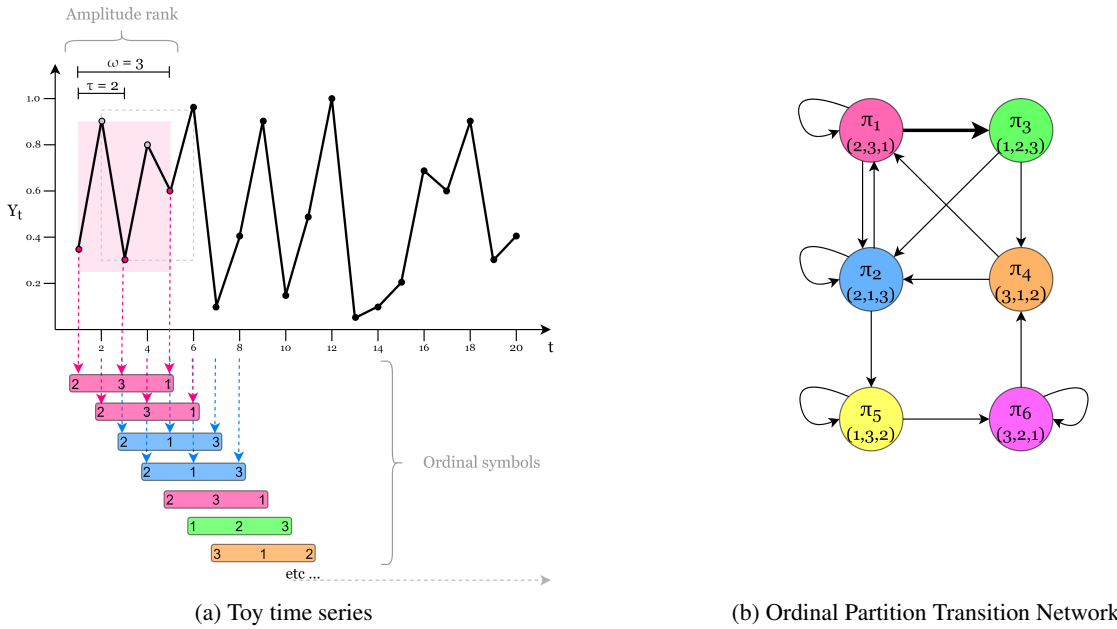 Amplitude rank
ω = 3
τ = 2
1.0
0.8
0.6
Y_t
0.4
0.2
2 4 6 8 10 12 14 16 18 20 t
2 3 1
2 3 1
2 1 3
2 1 3
2 3 1
1 2 3
3 1 2
etc ...
Ordinal symbols
(a) Toy time series
π₁
(2,3,1)
π₃
(1,2,3)
π₂
(2,1,3)
π₄
(3,1,2)
π₅
(1,3,2)
π₆
(3,2,1)
(b) Ordinal Partition Transition Network